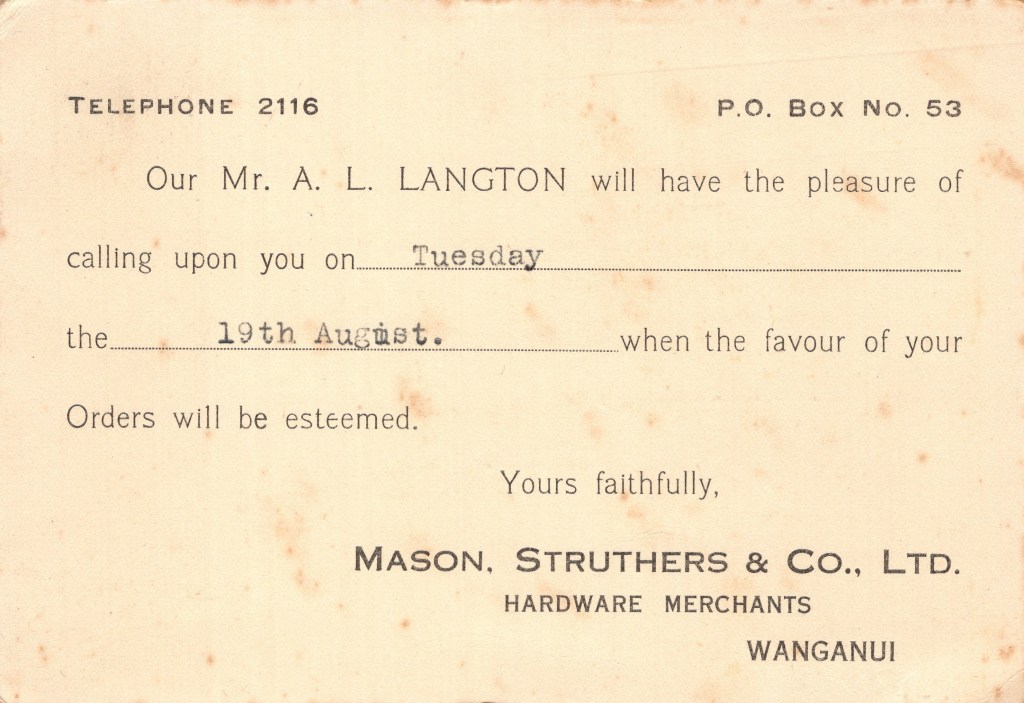 TELEPHONE 2116 P.O. BOX NO. 53
Our Mr. A. L. LANGTON will have the pleasure of
calling upon you on Tuesday
the 19th August. when the favour of your
Orders will be esteemed.
Yours faithfully,
MASON, STRUTHERS & CO., LTD.
HARDWARE MERCHANTS
WANGANUI